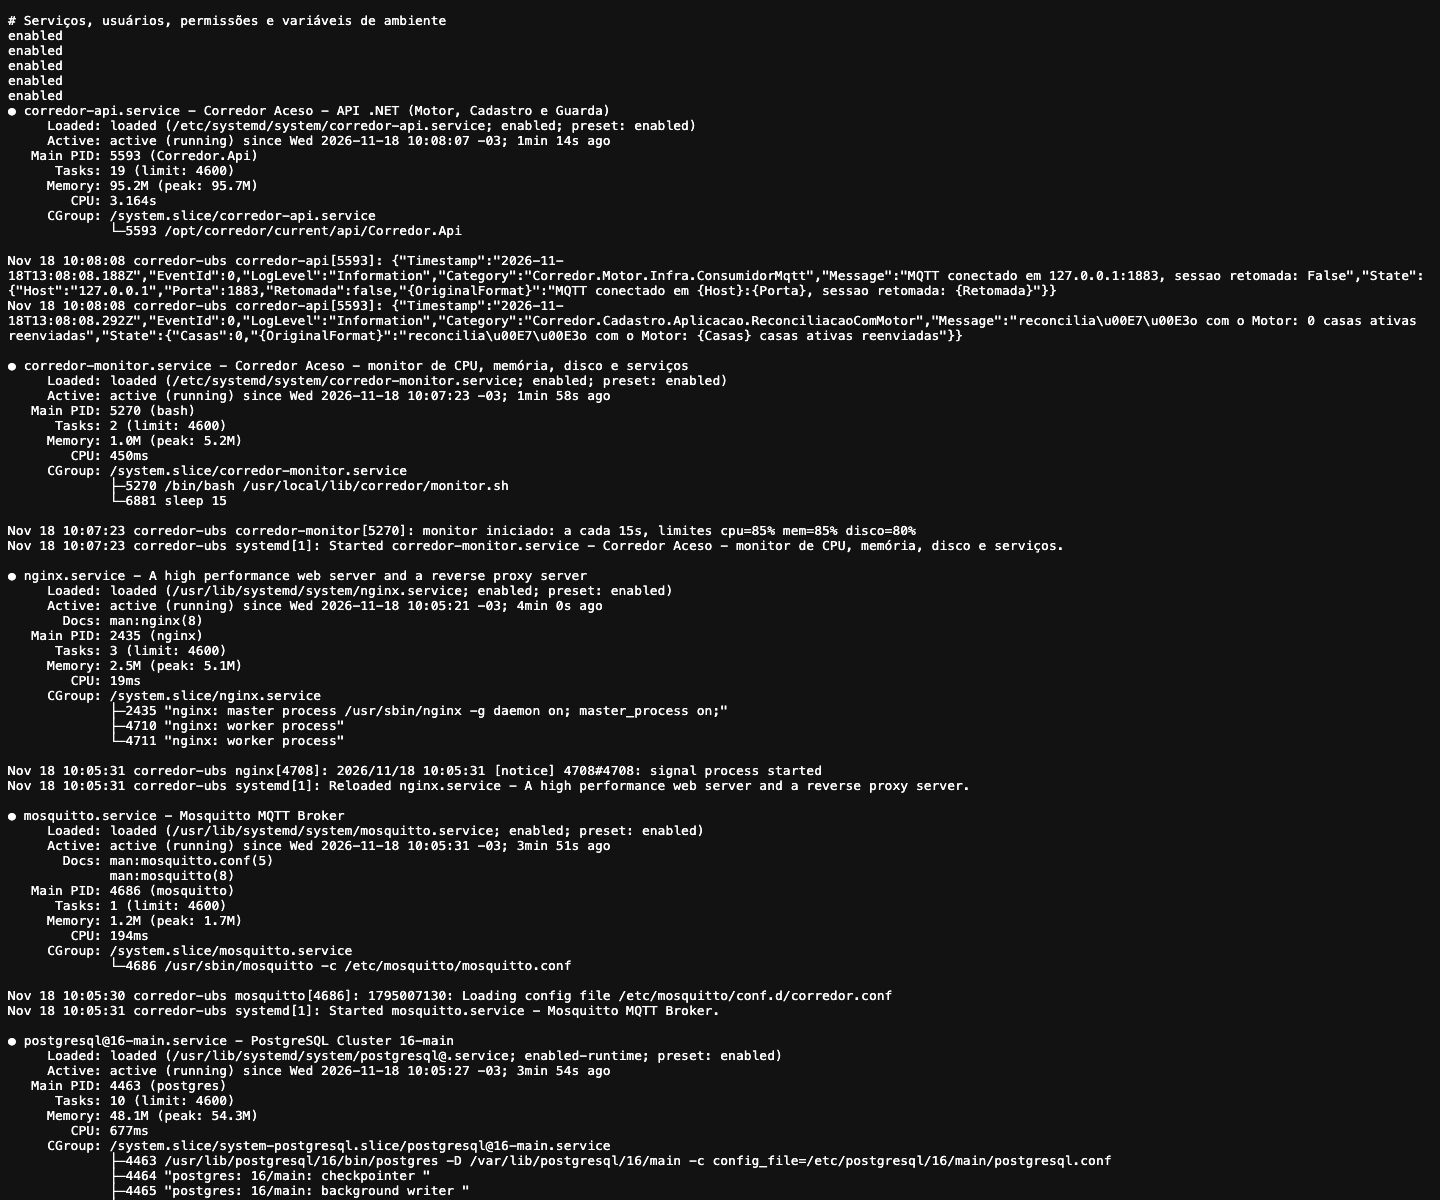 # Serviços, usuários, permissões e variáveis de ambiente
enabled
enabled
enabled
enabled
enabled
● corredor-api.service - Corredor Aceso - API .NET (Motor, Cadastro e Guarda)
Loaded: loaded (/etc/systemd/system/corredor-api.service; enabled; preset: enabled)
Active: active (running) since Wed 2026-11-18 10:08:07 -03; 1min 14s ago
Main PID: 5593 (Corredor.Api)
Tasks: 19 (limit: 4600)
Memory: 95.2M (peak: 95.7M)
CPU: 3.164s
CGroup: /system.slice/corredor-api.service
└─5593 /opt/corredor/current/api/Corredor.Api
Nov 18 10:08:08 corredor-ubs corredor-api[5593]: {"Timestamp":"2026-11-
18T13:08:08.188Z","EventId":0,"LogLevel":"Information","Category":"Corredor.Motor.Infra.ConsumidorMqtt","Message":"MQTT conectado em 127.0.0.1:1883, sessao retomada: False","State":
{"Host":"127.0.0.1","Porta":1883,"Retomada":false,"{OriginalFormat}":"MQTT conectado em {Host}:{Porta}, sessao retomada: {Retomada}"}}
Nov 18 10:08:08 corredor-ubs corredor-api[5593]: {"Timestamp":"2026-11-
18T13:08:08.292Z","EventId":0,"LogLevel":"Information","Category":"Corredor.Cadastro.Aplicacao.ReconciliacaoComMotor","Message":"reconcilia\u00E7\u00E3o com o Motor: 0 casas ativas
reenviadas","State":{"Casas":0,"{OriginalFormat}":"reconcilia\u00E7\u00E3o com o Motor: {Casas} casas ativas reenviadas"}}
● corredor-monitor.service - Corredor Aceso - monitor de CPU, memória, disco e serviços
Loaded: loaded (/etc/systemd/system/corredor-monitor.service; enabled; preset: enabled)
Active: active (running) since Wed 2026-11-18 10:07:23 -03; 1min 58s ago
Main PID: 5270 (bash)
Tasks: 2 (limit: 4600)
Memory: 1.0M (peak: 5.2M)
CPU: 450ms
CGroup: /system.slice/corredor-monitor.service
├─5270 /bin/bash /usr/local/lib/corredor/monitor.sh
└─6881 sleep 15
Nov 18 10:07:23 corredor-ubs corredor-monitor[5270]: monitor iniciado: a cada 15s, limites cpu=85% mem=85% disco=80%
Nov 18 10:07:23 corredor-ubs systemd[1]: Started corredor-monitor.service - Corredor Aceso - monitor de CPU, memória, disco e serviços.
● nginx.service - A high performance web server and a reverse proxy server
Loaded: loaded (/usr/lib/systemd/system/nginx.service; enabled; preset: enabled)
Active: active (running) since Wed 2026-11-18 10:05:21 -03; 4min 0s ago
Docs: man:nginx(8)
Main PID: 2435 (nginx)
Tasks: 3 (limit: 4600)
Memory: 2.5M (peak: 5.1M)
CPU: 19ms
CGroup: /system.slice/nginx.service
├─2435 "nginx: master process /usr/sbin/nginx -g daemon on; master_process on;"
├─4710 "nginx: worker process"
└─4711 "nginx: worker process"
Nov 18 10:05:31 corredor-ubs nginx[4708]: 2026/11/18 10:05:31 [notice] 4708#4708: signal process started
Nov 18 10:05:31 corredor-ubs systemd[1]: Reloaded nginx.service - A high performance web server and a reverse proxy server.
● mosquitto.service - Mosquitto MQTT Broker
Loaded: loaded (/usr/lib/systemd/system/mosquitto.service; enabled; preset: enabled)
Active: active (running) since Wed 2026-11-18 10:05:31 -03; 3min 51s ago
Docs: man:mosquitto.conf(5)
man:mosquitto(8)
Main PID: 4686 (mosquitto)
Tasks: 1 (limit: 4600)
Memory: 1.2M (peak: 1.7M)
CPU: 194ms
CGroup: /system.slice/mosquitto.service
└─4686 /usr/sbin/mosquitto -c /etc/mosquitto/mosquitto.conf
Nov 18 10:05:30 corredor-ubs mosquitto[4686]: 1795007130: Loading config file /etc/mosquitto/conf.d/corredor.conf
Nov 18 10:05:31 corredor-ubs systemd[1]: Started mosquitto.service - Mosquitto MQTT Broker.
● postgresql@16-main.service - PostgreSQL Cluster 16-main
Loaded: loaded (/usr/lib/systemd/system/postgresql@.service; enabled-runtime; preset: enabled)
Active: active (running) since Wed 2026-11-18 10:05:27 -03; 3min 54s ago
Main PID: 4463 (postgres)
Tasks: 10 (limit: 4600)
Memory: 48.1M (peak: 54.3M)
CPU: 677ms
CGroup: /system.slice/system-postgresql.slice/postgresql@16-main.service
├─4463 /usr/lib/postgresql/16/bin/postgres -D /var/lib/postgresql/16/main -c config_file=/etc/postgresql/16/main/postgresql.conf
├─4464 "postgres: 16/main: checkpointer "
├─4465 "postgres: 16/main: background writer "